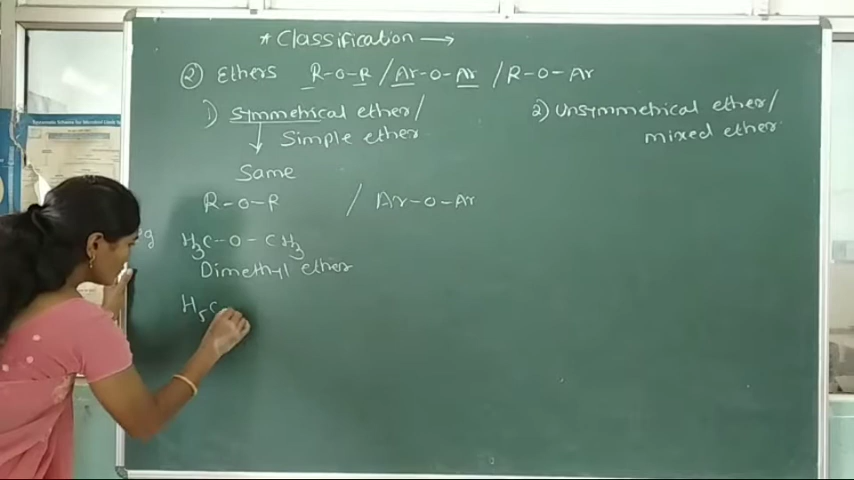 * Classification →
② Ethers R-O-R / Ar-O-Ar / R-O-Ar
1) Symmetrical ether/
Simple ether
2) Unsymmetrical ether/
mixed ether
Same
R-O-R / Ar-O-Ar
H3C-O-CH3
Dimethyl ether
H5C